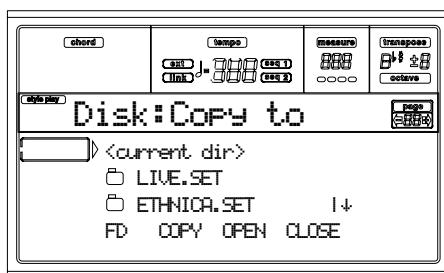 chord tempo measure transpose
ext seq 1
link seq 2
octave
style play
Disk:Copy to
page
<current dir>
LIVE.SET
ETHNICA.SET
FD COPY OPEN CLOSE